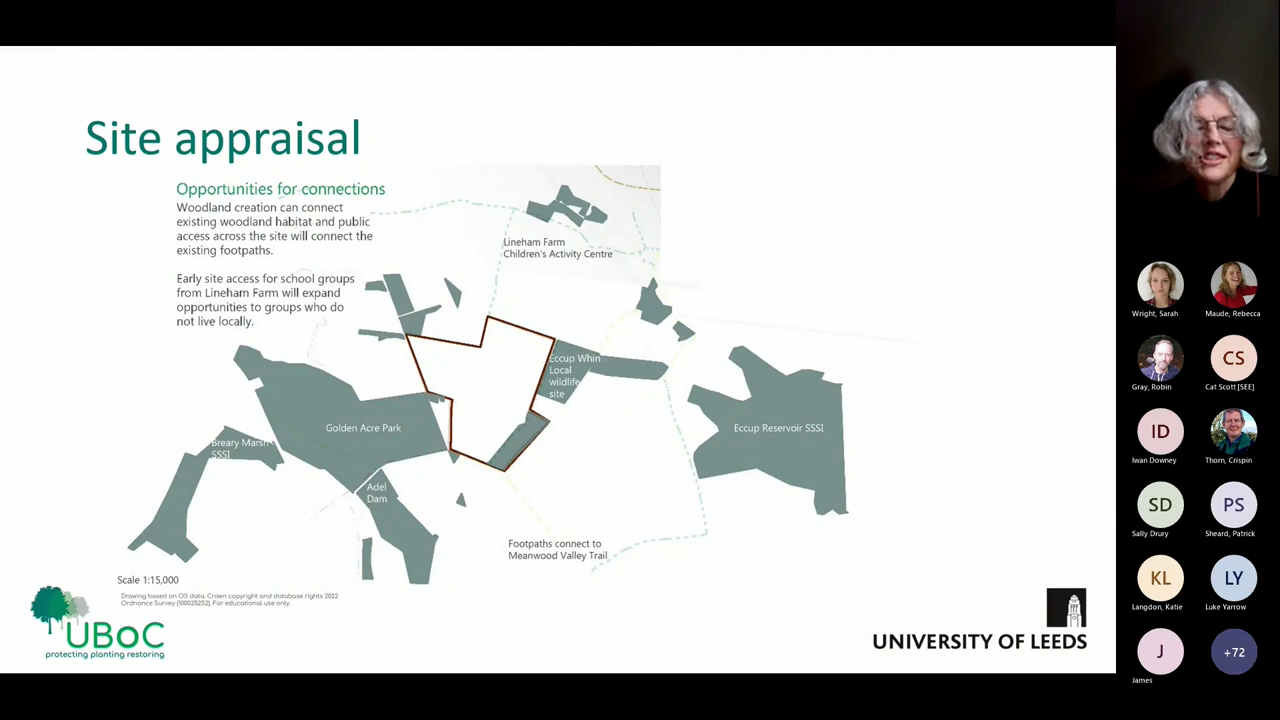 Site appraisal
Opportunities for connections
Woodland creation can connect
existing woodland habitat and public
access across the site will connect the
existing footpaths.
Early site access for school groups
from Lineham Farm will expand
opportunities to groups who do
not live locally.
Lineham Farm
Children's Activity Centre
Eccup Whin
Local
wildlife
site
Golden Acre Park
Eccup Reservoir SSSI
Breary Marsh
SSSI
Adel
Dam
Footpaths connect to
Meanwood Valley Trail
Scale 1:15,000
Drawing based on OS data. Crown copyright and database rights 2022
Ordnance Survey (100025252). For educational use only.
UBoC
protecting planting restoring
UNIVERSITY OF LEEDS
Wright, Sarah
Maude, Rebecca
Gray, Robin
CS
Cat Scott [SEE]
ID
Iwan Downey
Thorn, Crispin
SD
Sally Drury
PS
Sheard, Patrick
KL
Langdon, Katie
LY
Luke Yarrow
J
James
+72